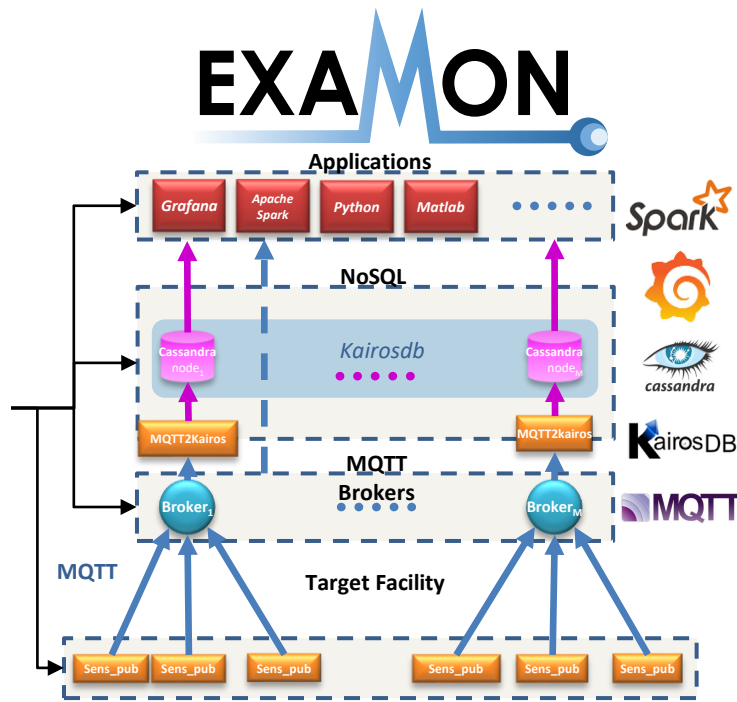 EXAMON
Applications
Grafana
Apache
Spark
Python
Matlab
Spark
NoSQL
Cassandra
node1
Kairosdb
Cassandra
nodeM
cassandra
MQTT2Kairos
MQTT2kairos
KairosDB
MQTT
Brokers
Broker1
BrokerM
MQTT
MQTT
Target Facility
Sens_pub
Sens_pub
Sens_pub
Sens_pub
Sens_pub
Sens_pub